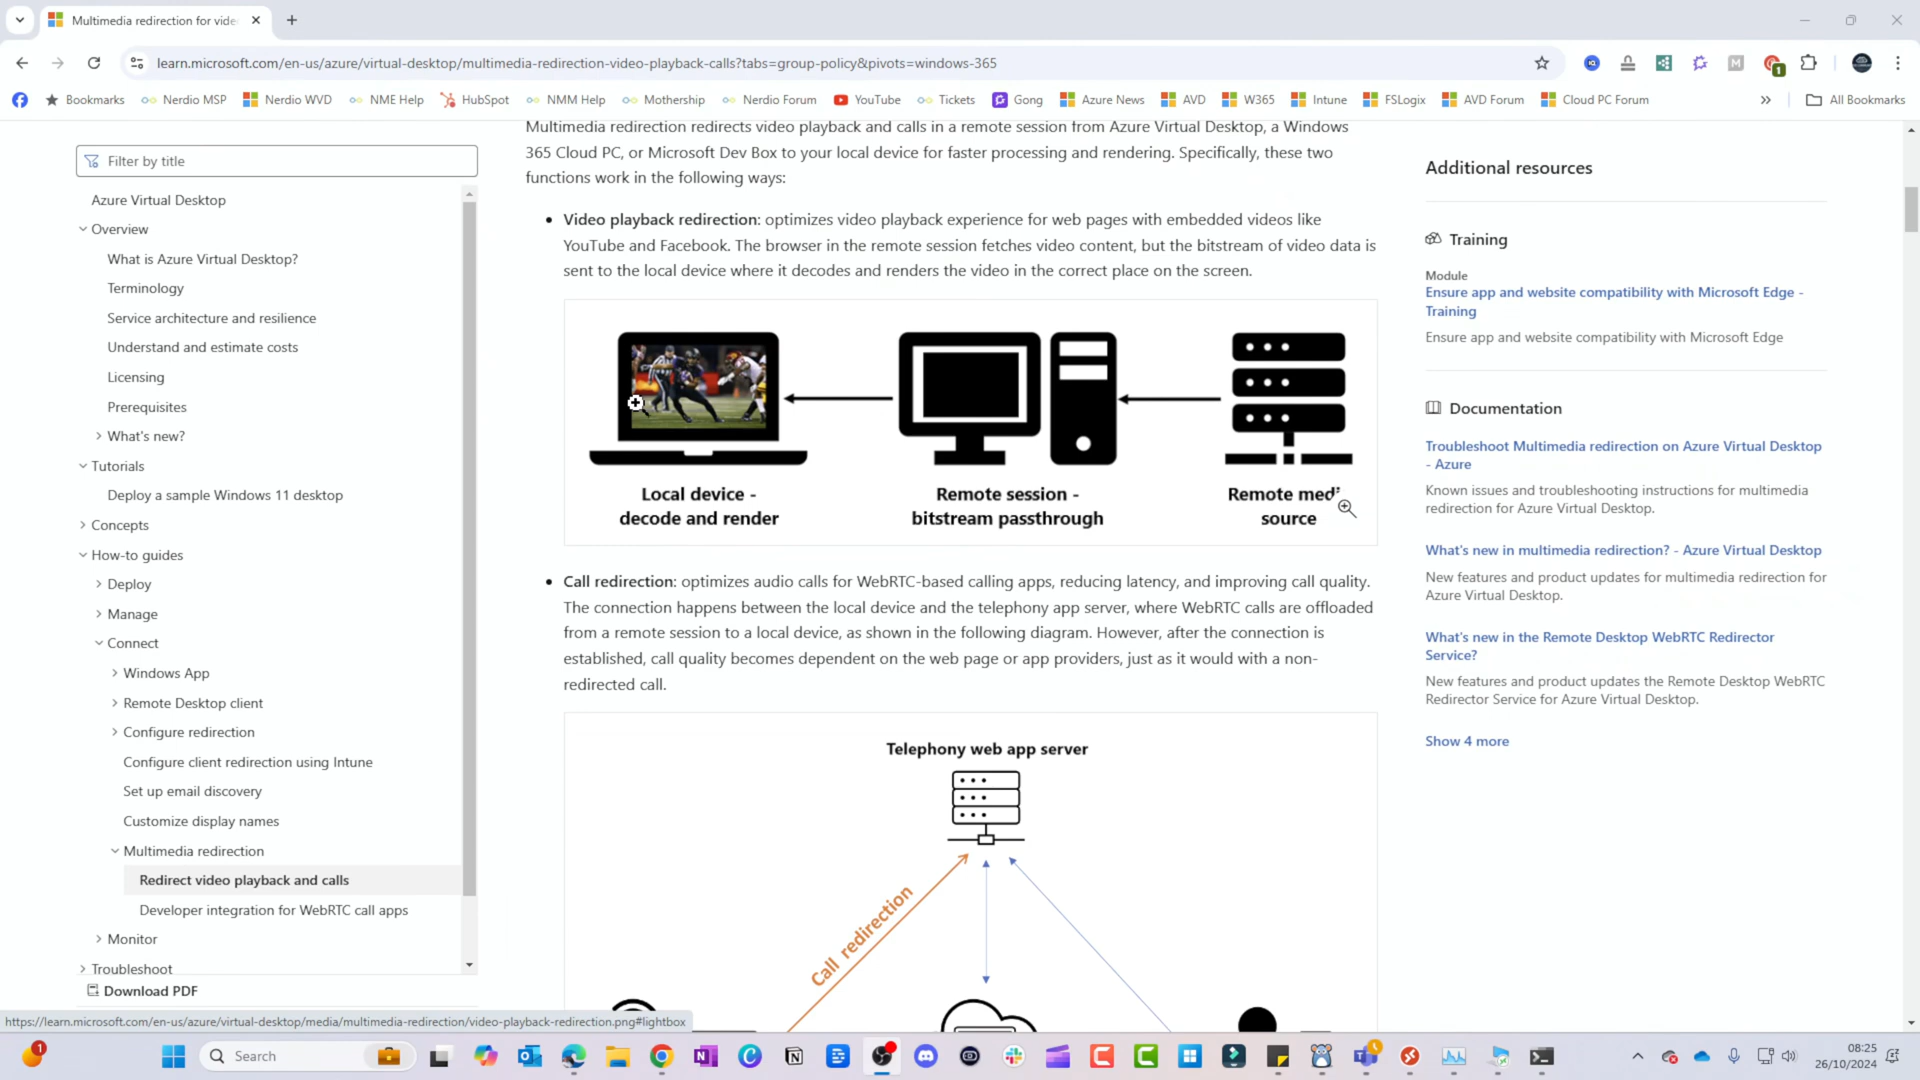 Multimedia redirection for vide
learn.microsoft.com/en-us/azure/virtual-desktop/multimedia-redirection-video-playback-calls?tabs=group-policy&pivots=windows-365
1
Bookmarks
Nerdio MSP
Nerdio WVD
NME Help
HubSpot
NMM Help
Mothership
Nerdio Forum
YouTube
Tickets
Gong
Azure News
AVD
W365
Intune
FSLogix
AVD Forum
Cloud PC Forum
All Bookmarks
Filter by title
Azure Virtual Desktop
Overview
What is Azure Virtual Desktop?
Terminology
Service architecture and resilience
Understand and estimate costs
Licensing
Prerequisites
What's new?
Tutorials
Deploy a sample Windows 11 desktop
Concepts
How-to guides
Deploy
Manage
Connect
Windows App
Remote Desktop client
Configure redirection
Configure client redirection using Intune
Set up email discovery
Customize display names
Multimedia redirection
Redirect video playback and calls
Developer integration for WebRTC call apps
Monitor
Troubleshoot
Download PDF
Multimedia redirection redirects video playback and calls in a remote session from Azure Virtual Desktop, a Windows
365 Cloud PC, or Microsoft Dev Box to your local device for faster processing and rendering. Specifically, these two
functions work in the following ways:
• Video playback redirection: optimizes video playback experience for web pages with embedded videos like
YouTube and Facebook. The browser in the remote session fetches video content, but the bitstream of video data is
sent to the local device where it decodes and renders the video in the correct place on the screen.
Local device -
decode and render
Remote session -
bitstream passthrough
Remote
source
• Call redirection: optimizes audio calls for WebRTC-based calling apps, reducing latency, and improving call quality.
The connection happens between the local device and the telephony app server, where WebRTC calls are offloaded
from a remote session to a local device, as shown in the following diagram. However, after the connection is
established, call quality becomes dependent on the web page or app providers, just as it would with a non-
redirected call.
Telephony web app server
Call redirection
Additional resources
Training
Module
Ensure app and website compatibility with Microsoft Edge -
Training
Ensure app and website compatibility with Microsoft Edge
Documentation
Troubleshoot Multimedia redirection on Azure Virtual Desktop
- Azure
Known issues and troubleshooting instructions for multimedia
redirection for Azure Virtual Desktop.
What's new in multimedia redirection? - Azure Virtual Desktop
New features and product updates for multimedia redirection for
Azure Virtual Desktop.
What's new in the Remote Desktop WebRTC Redirector
Service?
New features and product updates the Remote Desktop WebRTC
Redirector Service for Azure Virtual Desktop.
Show 4 more
https://learn.microsoft.com/en-us/azure/virtual-desktop/media/multimedia-redirection/video-playback-redirection.png#lightbox
1
Search
08:25
26/10/2024